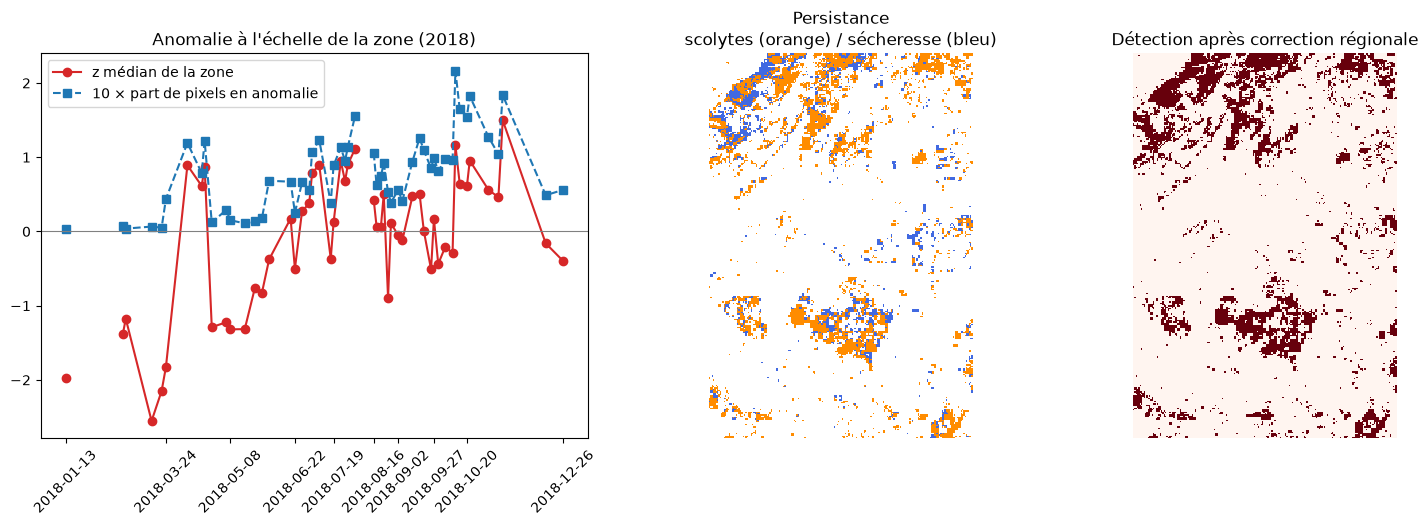 Anomalie à l'échelle de la zone (2018)
z médian de la zone
10 × part de pixels en anomalie
2
1
0
−1
−2
2018-01-13
2018-03-24
2018-05-08
2018-06-22
2018-07-19
2018-08-16
2018-09-02
2018-09-27
2018-10-20
2018-12-26
Persistance
scolytes (orange) / sécheresse (bleu)
Détection après correction régionale